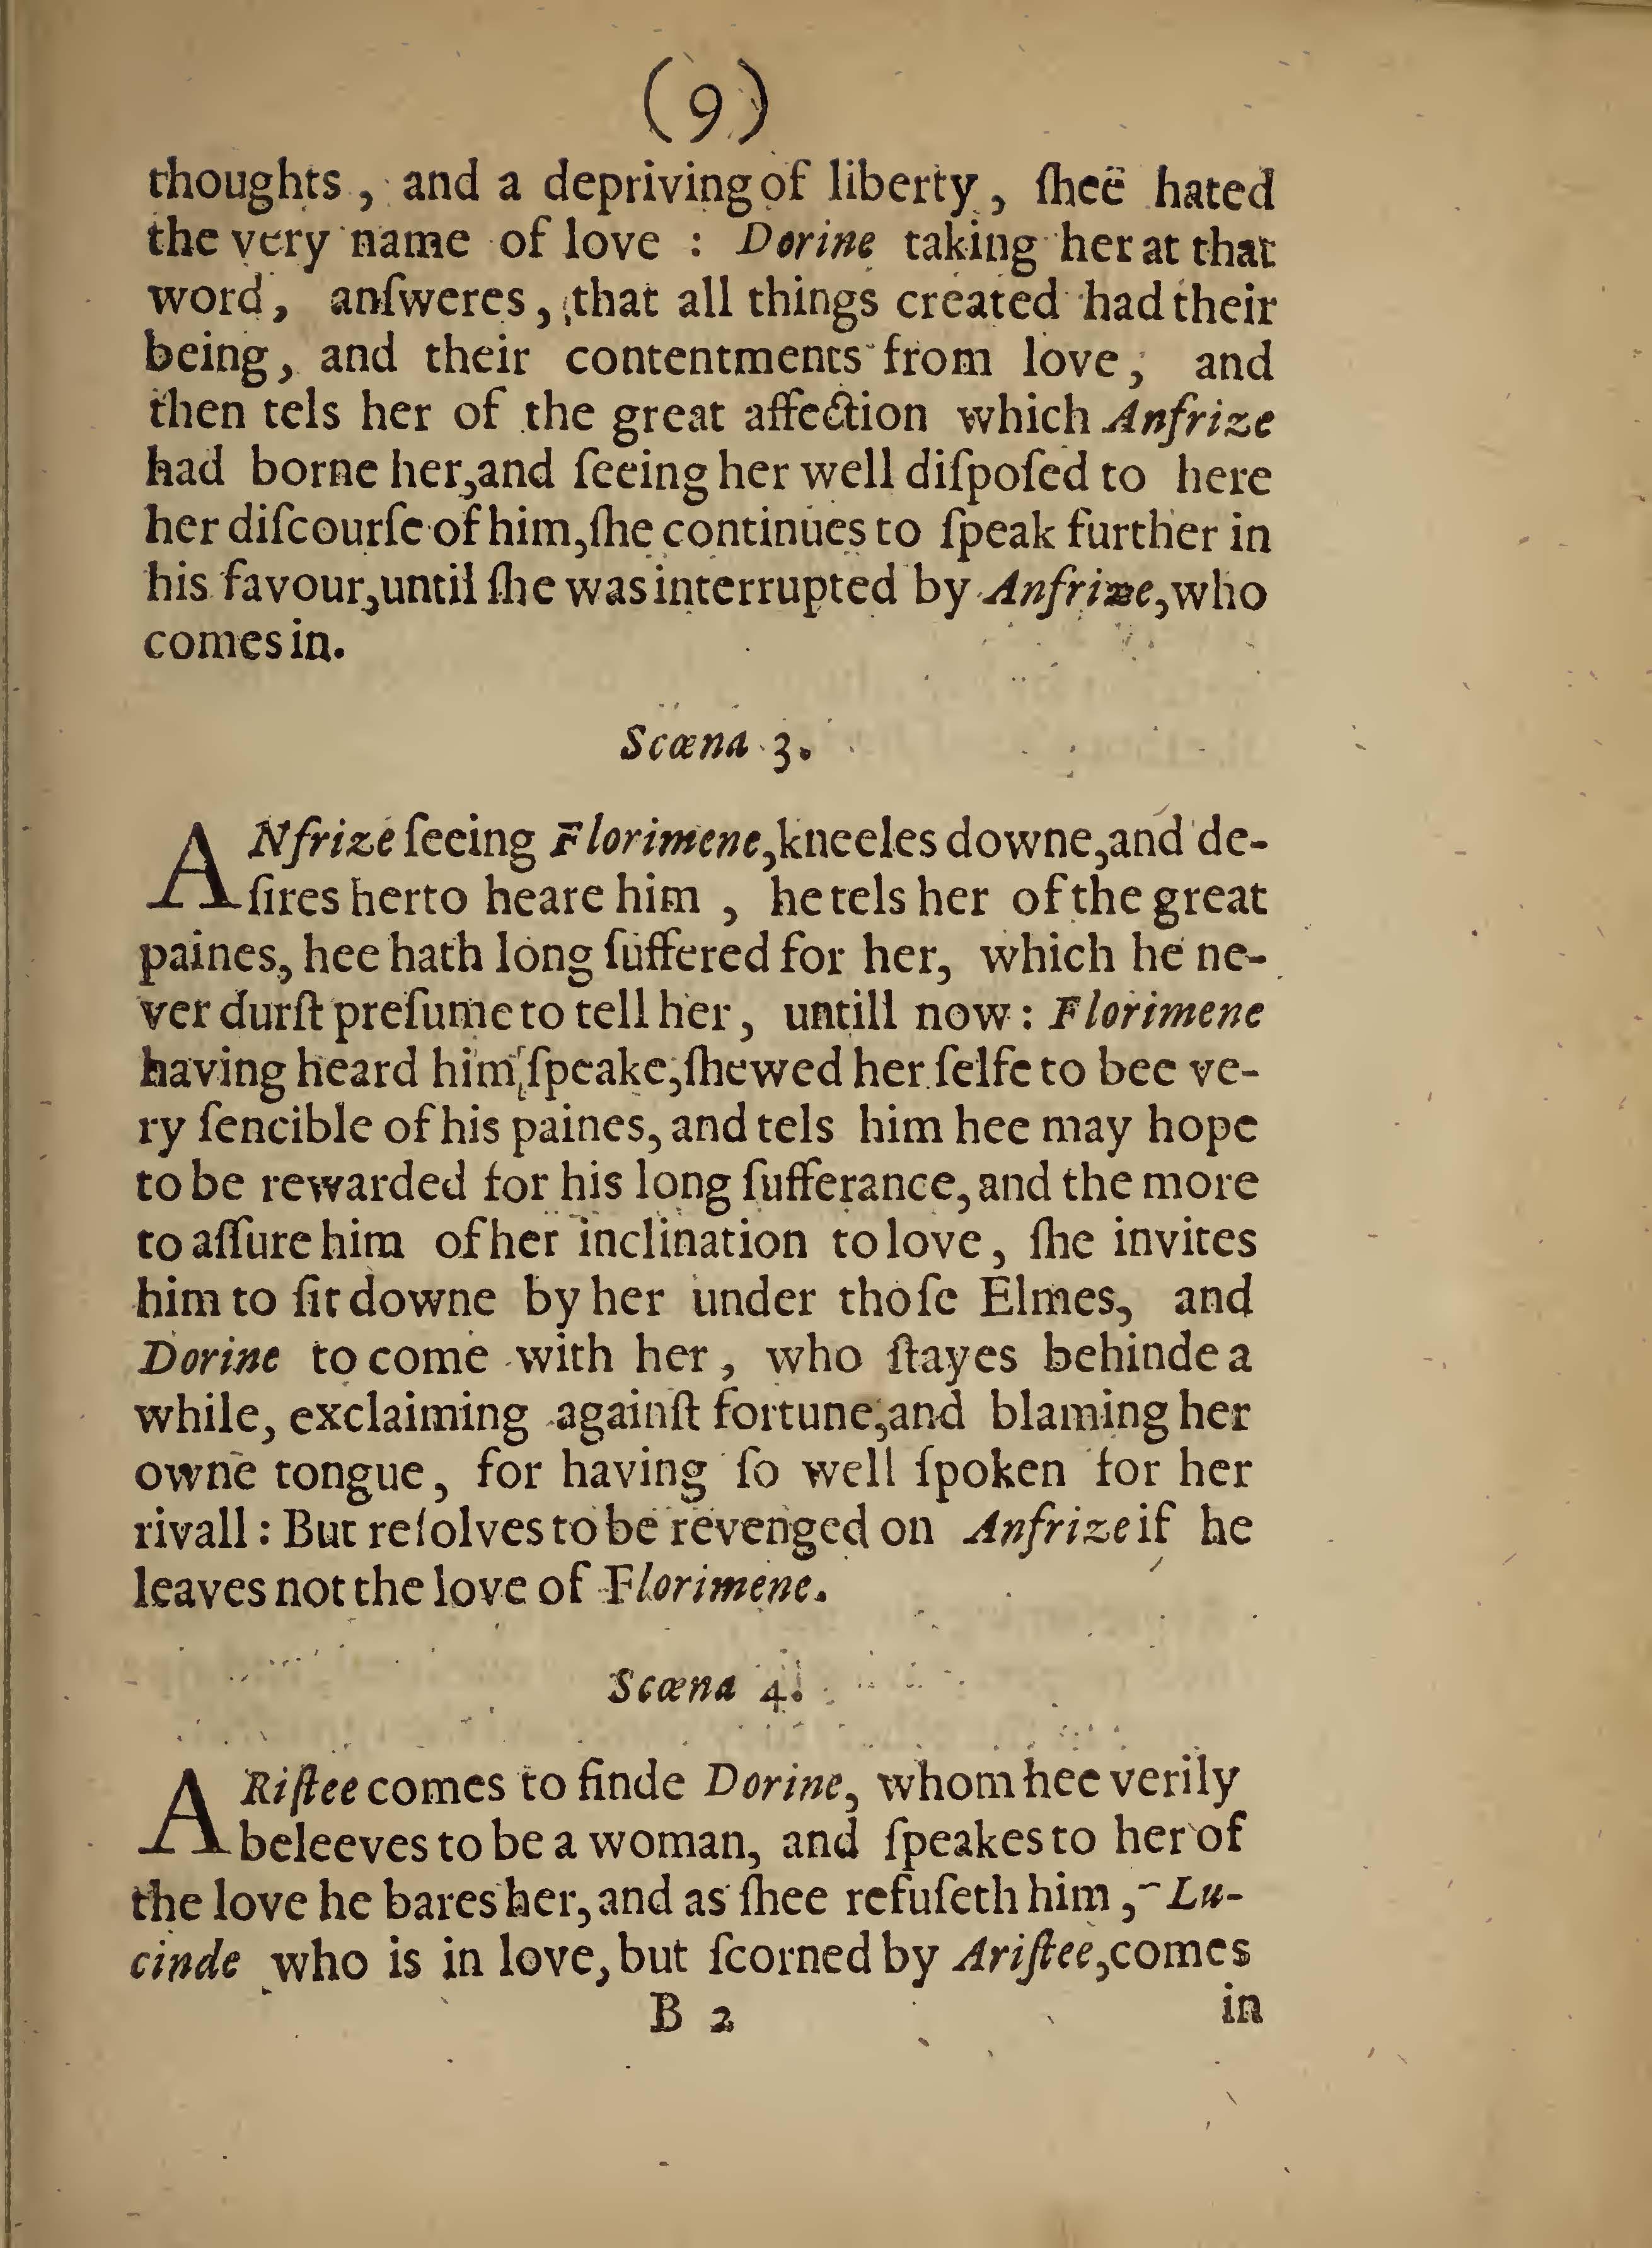 (9)
thoughts, and a depriving of liberty, ſhee hated
the very name of love : Dorine taking her at that
word, anſweres, that all things created had their
being, and their contentments from love; and
then tels her of the great affection which Anfrize
had borne her,and ſeeing her well diſpoſed to here
her diſcourſe of him,ſhe continues to ſpeak further in
his favour,until ſhe was interrupted by Anfrize,who
comes in.
Scœna 3.
ANfrize ſeeing Florimene,kneeles downe,and de-
ſires her to heare him , he tels her of the great
paines, hee hath long ſuffered for her, which he ne-
ver durſt preſume to tell her, untill now: Florimene
having heard him ſpeake,ſhewed her ſelfe to bee ve-
ry ſencible of his paines, and tels him hee may hope
to be rewarded for his long ſufferance, and the more
to aſſure him of her inclination to love, ſhe invites
him to ſit downe by her under thoſe Elmes, and
Dorine to come with her, who ſtayes behinde a
while, exclaiming againſt fortune,and blaming her
owne tongue, for having ſo well ſpoken for her
rivall: But reſolves to be revenged on Anfrize if he
leaves not the love of Florimene.
Scœna 4.
ARiſtee comes to finde Dorine, whom hee verily
beleeves to be a woman, and ſpeakes to her of
the love he bares her, and as ſhee refuſeth him , Lu-
cinde who is in love, but ſcorned by Ariſtee,comes
B 2 in